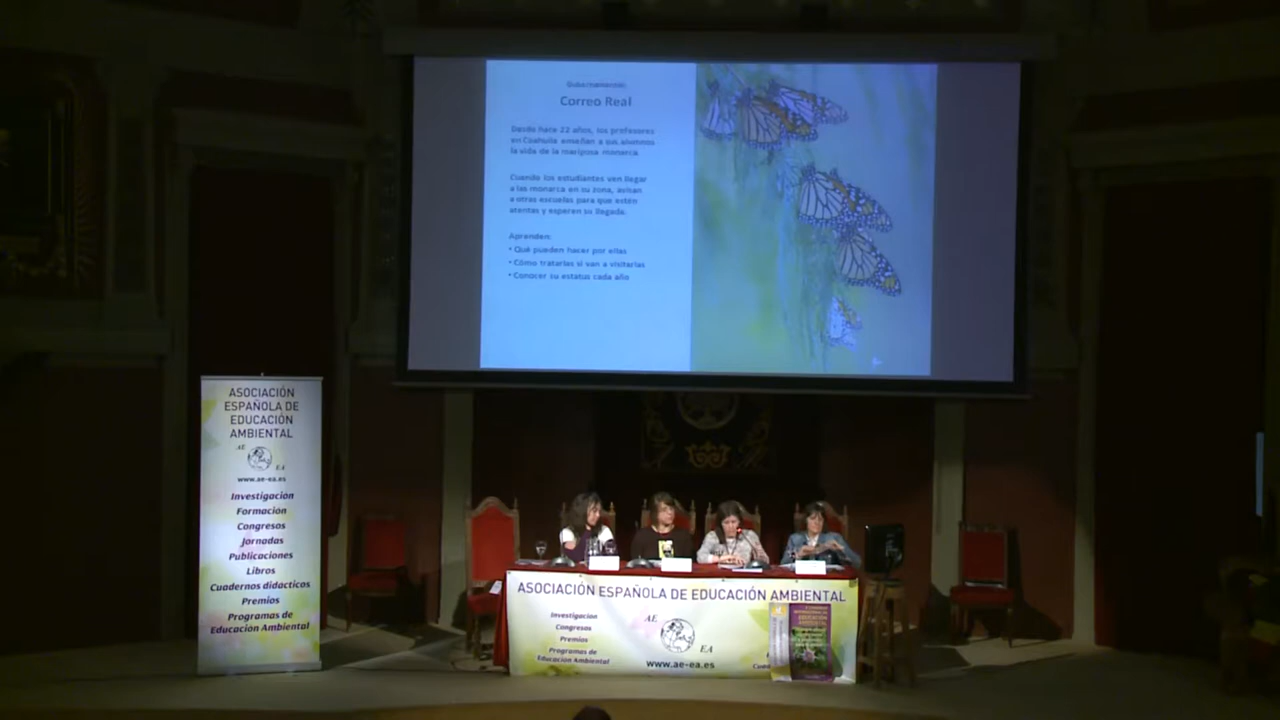 Correo Real
Desde hace 22 años, los profesores
en Coahuila enseñan a sus alumnos
la vida de la mariposa monarca.
Cuando los estudiantes ven llegar
a las monarca en su zona, avisan
a otras escuelas para que estén
atentas y esperen su llegada.
Aprenden:
• Qué pueden hacer por ellas
• Cómo tratarlas si van a visitarlas
• Conocer su estatus cada año
ASOCIACIÓN
ESPAÑOLA DE
EDUCACIÓN
AMBIENTAL
AE
EA
www.ae-ea.es
Investigacion
Formación
Congresos
Jornadas
Publicaciones
Libros
Cuadernos didacticos
Premios
Programas de
Educación Ambiental
ASOCIACIÓN ESPAÑOLA DE EDUCACIÓN AMBIENTAL
Investigacion
Congresos
Premios
Programas de
Educación Ambiental
AE
EA
www.ae-ea.es
EDUCACIÓN
AMBIENTAL